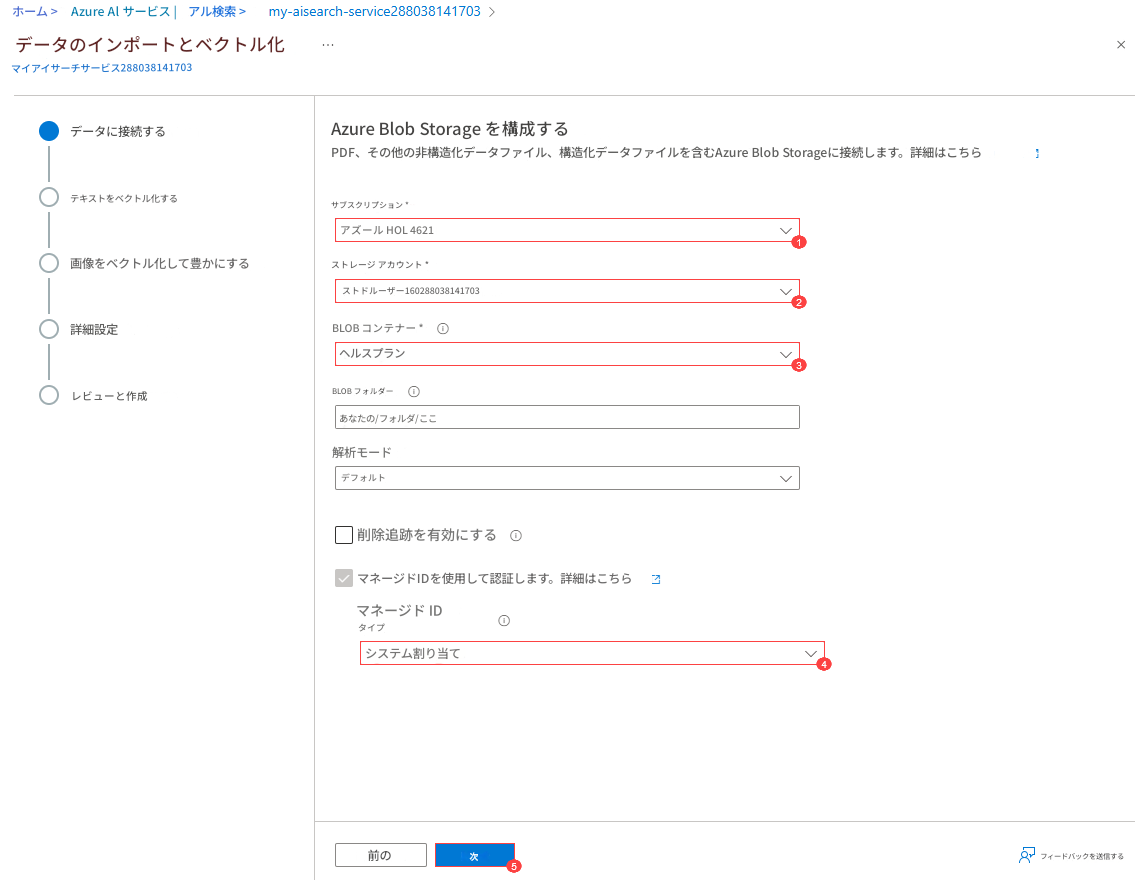 ホーム > Azure AI サービス | アル検索 > my-aisearch-service288038141703 >
データのインポートとベクトル化 ...
マイアイサーチサービス288038141703
データに接続する
テキストをベクトル化する
画像をベクトル化して豊かにする
詳細設定
レビューと作成
Azure Blob Storage を構成する
PDF、その他の非構造化データファイル、構造化データファイルを含むAzure Blob Storageに接続します。詳細はこちら
サブスクリプション *
アズール HOL 4621
1
ストレージ アカウント *
ストドルーザー160288038141703
2
BLOB コンテナー *
ヘルスプラン
3
BLOB フォルダー
あなたの/フォルダ/ここ
解析モード
デフォルト
削除追跡を有効にする
マネージドIDを使用して認証します。詳細はこちら
マネージド ID
タイプ
システム割り当て
4
前の
次
5
フィードバックを送信する